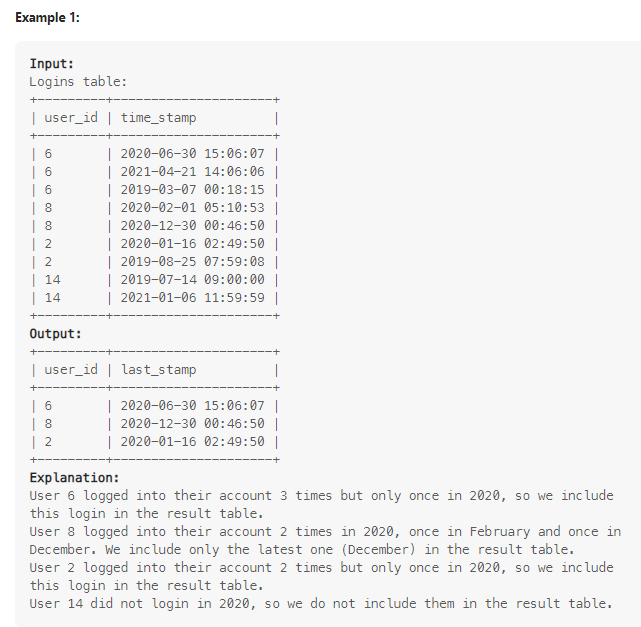 Example 1:
Input:
Logins table:
+---------+---------------------+
| user_id | time_stamp          |
+---------+---------------------+
| 6       | 2020-06-30 15:06:07 |
| 6       | 2021-04-21 14:06:06 |
| 6       | 2019-03-07 00:18:15 |
| 8       | 2020-02-01 05:10:53 |
| 8       | 2020-12-30 00:46:50 |
| 2       | 2020-01-16 02:49:50 |
| 2       | 2019-08-25 07:59:08 |
| 14      | 2019-07-14 09:00:00 |
| 14      | 2021-01-06 11:59:59 |
+---------+---------------------+
Output:
+---------+---------------------+
| user_id | last_stamp          |
+---------+---------------------+
| 6       | 2020-06-30 15:06:07 |
| 8       | 2020-12-30 00:46:50 |
| 2       | 2020-01-16 02:49:50 |
+---------+---------------------+
Explanation:
User 6 logged into their account 3 times but only once in 2020, so we include
this login in the result table.
User 8 logged into their account 2 times in 2020, once in February and once in
December. We include only the latest one (December) in the result table.
User 2 logged into their account 2 times but only once in 2020, so we include
this login in the result table.
User 14 did not login in 2020, so we do not include them in the result table.